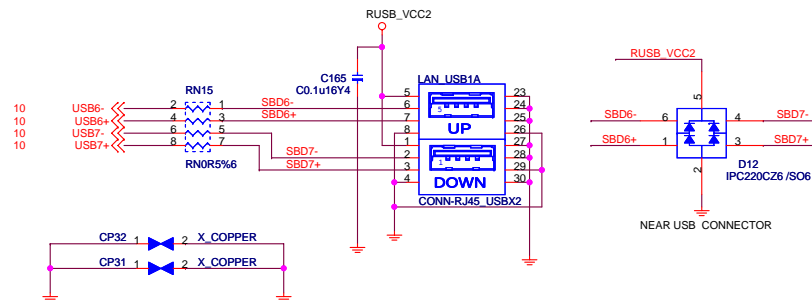 RUSB_VCC2
RUSB_VCC2
C165
C0.1u16Y4
LAN_USB1A
RN15
10 USB6- 2 1 SBD6- 5 23
10 USB6+ 4 3 SBD6+ 6 24
10 USB7- 6 5 7 25
10 USB7+ 8 7 8 26
5
UP
RN0R5%6
SBD7- 1 27
SBD7+ 2 28
3 29
4 30
1
DOWN
CONN-RJ45_USBX2
5
SBD6- 6 4 SBD7-
SBD6+ 1 3 SBD7+
2
D12
IPC220CZ6 /SO6
NEAR USB CONNECTOR
CP32 1 2 X_COPPER
CP31 1 2 X_COPPER